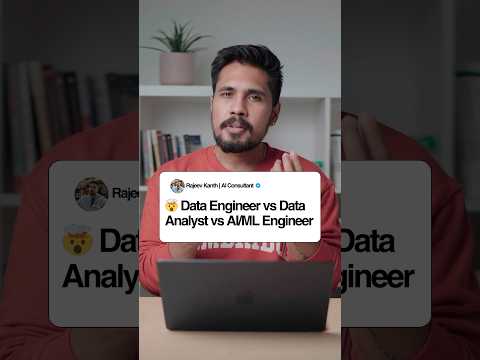 Rajeev Kanth | AI Consultant
🤯 Data Engineer vs Data
Analyst vs AI/ML Engineer